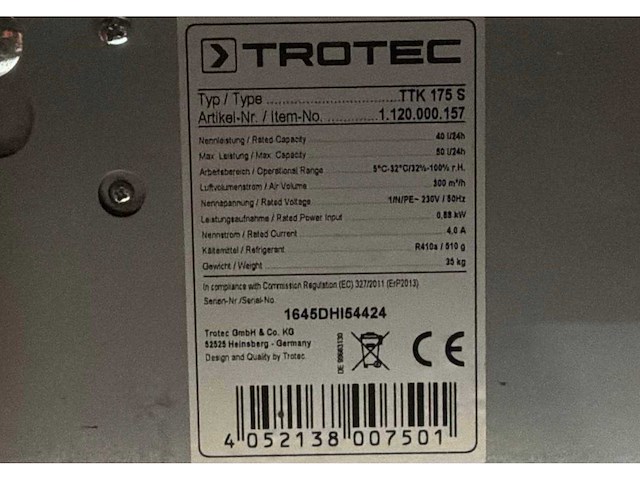 TROTEC
Typ / Type ........................ TTK 175 S
Artikel-Nr. / Item-No. ............ 1.120.000.157
Nennleistung / Rated Capacity 40 l/24h
Max. Leistung / Max. Capacity 50 l/24h
Arbeitsbereich / Operational Range 5°C-32°C/32%-100% r.H.
Luftvolumenstrom / Air Volume 300 m³/h
Nennspannung / Rated Voltage 1/N/PE~ 230V / 50Hz
Leistungsaufnahme / Rated Power Input 0,88 kW
Nennstrom / Rated Current 4,0 A
Kältemittel / Refrigerant R410a / 510 g
Gewicht / Weight 35 kg
In compliance with Commission Regulation (EC) 327/2011 (ErP2013)
Serien-Nr./Serial-No.
1645DHI54424
Trotec GmbH & Co. KG
52525 Heinsberg - Germany
Design and Quality by Trotec.
CE
4 052138 007501